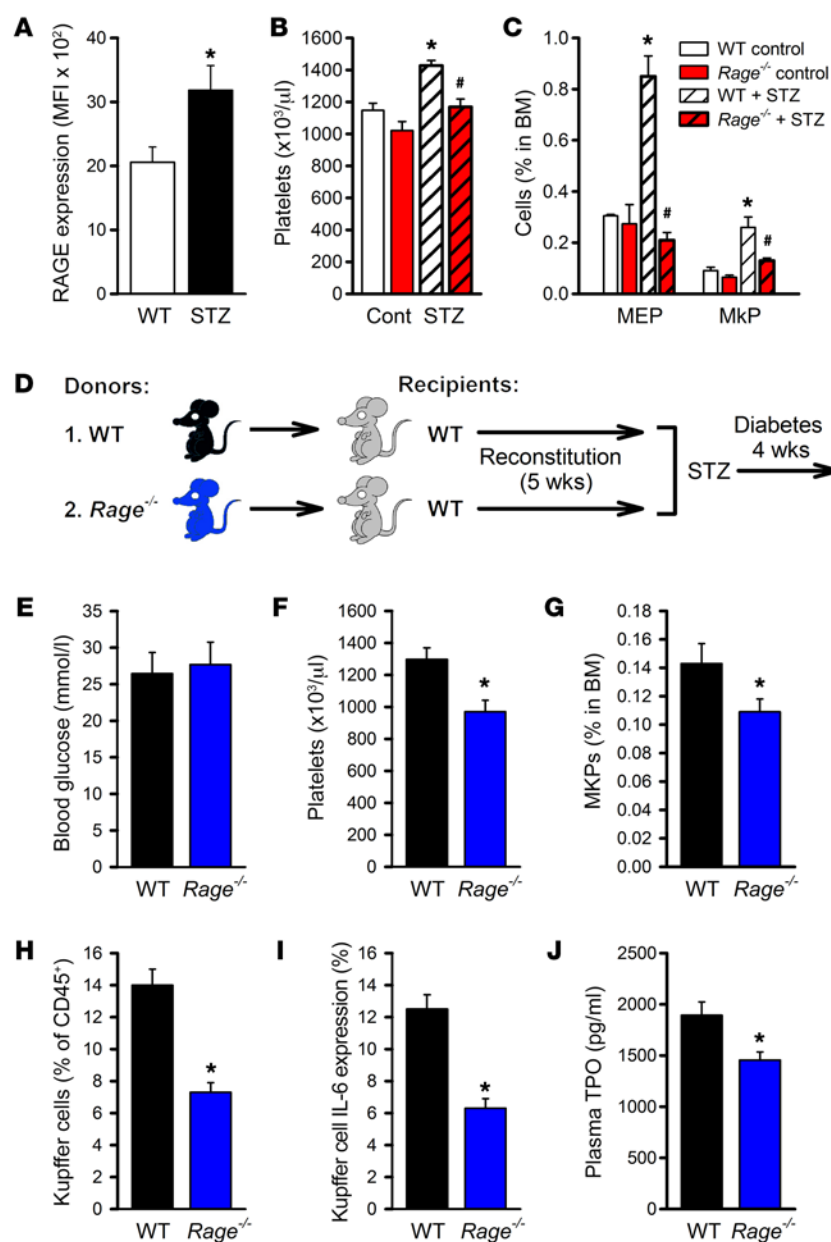 A
RAGE expression (MFI x 10²)
40
30
20
10
0
*
WT STZ
B
Platelets (x10³/µl)
1600
1400
1200
1000
800
600
400
200
0
*
#
Cont STZ
C
Cells (% in BM)
1.0
0.8
0.6
0.4
0.2
0.0
*
#
*
#
MEP MkP
WT control
Rage⁻/⁻ control
WT + STZ
Rage⁻/⁻ + STZ
D
Donors: Recipients:
1. WT WT
2. Rage⁻/⁻ WT
Reconstitution
(5 wks)
STZ
Diabetes
4 wks
E
Blood glucose (mmol/l)
35
30
25
20
15
10
5
0
WT Rage⁻/⁻
F
Platelets (x10³/µl)
1600
1400
1200
1000
800
600
400
200
0
*
WT Rage⁻/⁻
G
MKPs (% in BM)
0.18
0.16
0.14
0.12
0.10
0.08
0.06
0.04
0.02
0.00
*
WT Rage⁻/⁻
H
Kupffer cells (% of CD45⁺)
16
14
12
10
8
6
4
2
0
*
WT Rage⁻/⁻
I
Kupffer cell IL-6 expression (%)
16
14
12
10
8
6
4
2
0
*
WT Rage⁻/⁻
J
Plasma TPO (pg/ml)
2500
2000
1500
1000
500
0
*
WT Rage⁻/⁻